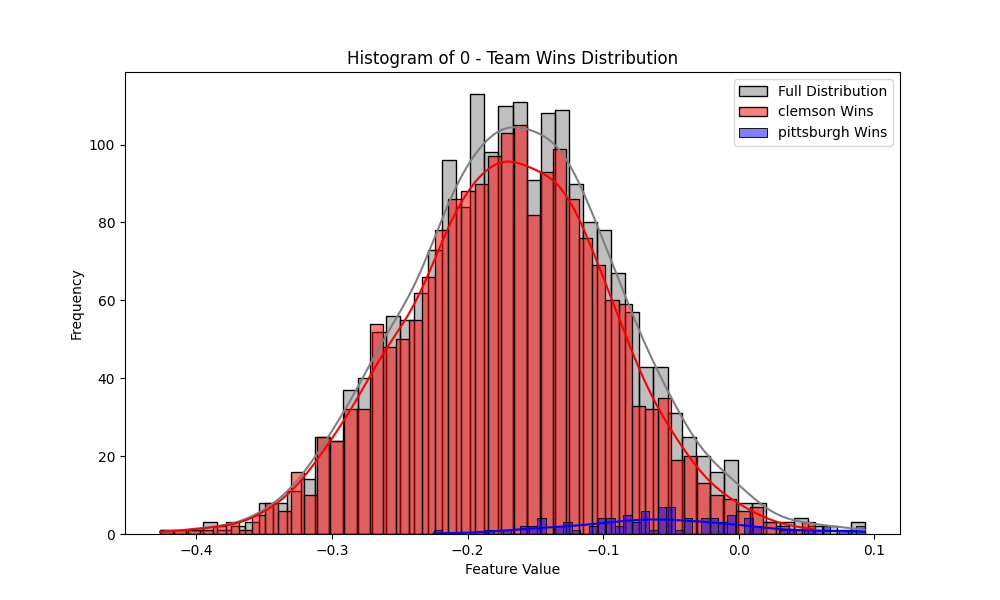 Histogram of 0 - Team Wins Distribution
Full Distribution
clemson Wins
pittsburgh Wins
Frequency
100
80
60
40
20
0
−0.4 −0.3 −0.2 −0.1 0.0 0.1
Feature Value